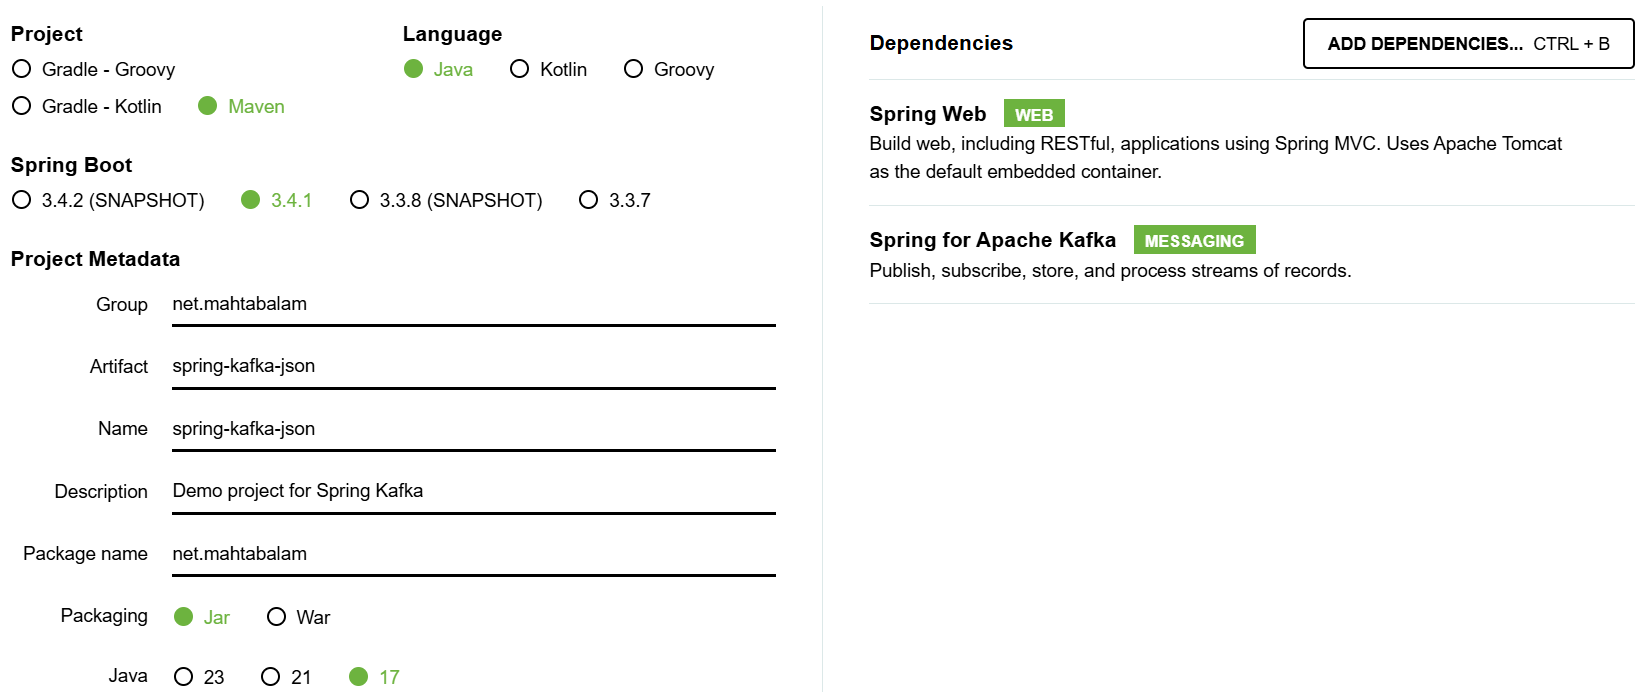 Project
Gradle - Groovy
Gradle - Kotlin Maven
Language
Java Kotlin Groovy
Spring Boot
3.4.2 (SNAPSHOT) 3.4.1 3.3.8 (SNAPSHOT) 3.3.7
Project Metadata
Group net.mahtabalam
Artifact spring-kafka-json
Name spring-kafka-json
Description Demo project for Spring Kafka
Package name net.mahtabalam
Packaging Jar War
Java 23 21 17
Dependencies ADD DEPENDENCIES... CTRL + B
Spring Web WEB
Build web, including RESTful, applications using Spring MVC. Uses Apache Tomcat
as the default embedded container.
Spring for Apache Kafka MESSAGING
Publish, subscribe, store, and process streams of records.